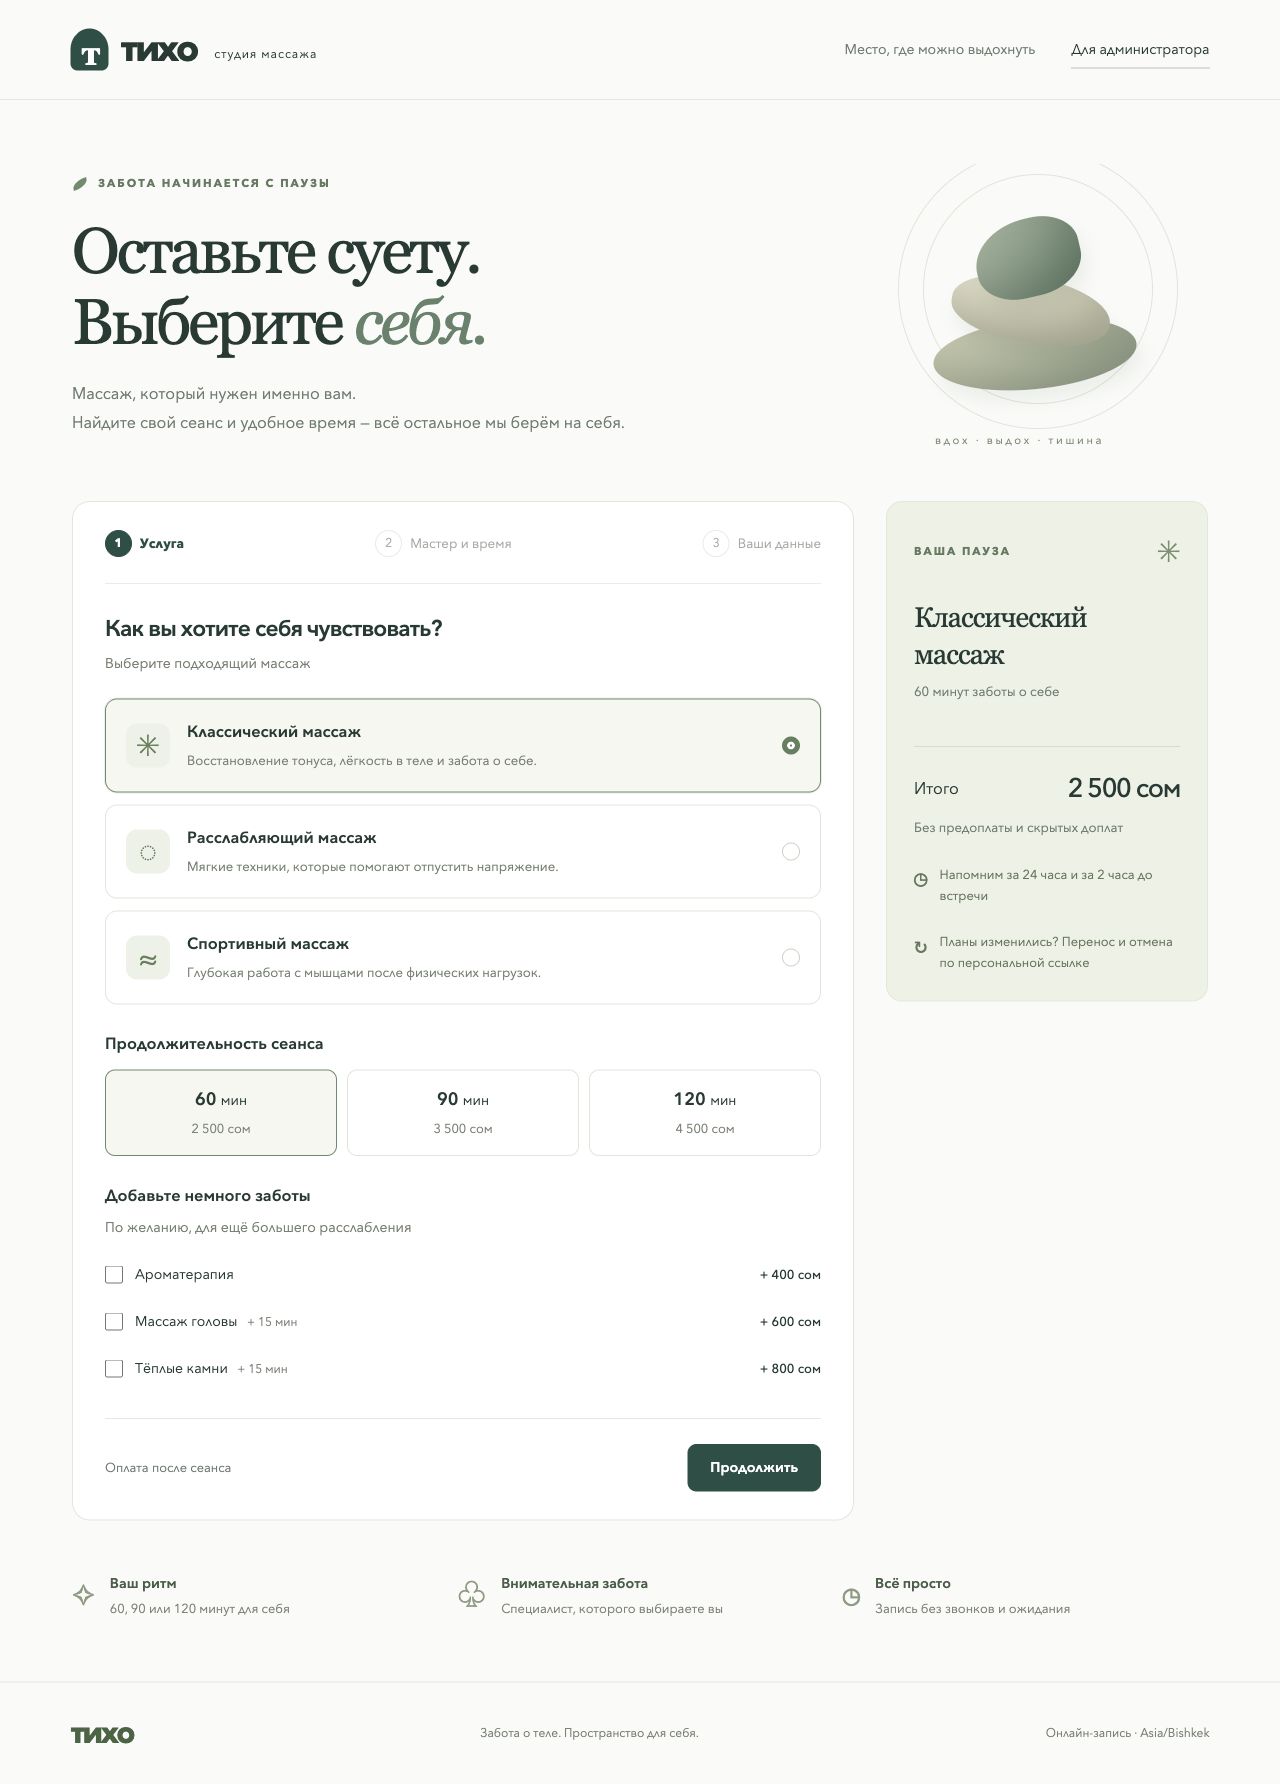 Т ТИХО студия массажа
Место, где можно выдохнуть
Для администратора
ЗАБОТА НАЧИНАЕТСЯ С ПАУЗЫ
Оставьте суету.
Выберите себя.
Массаж, который нужен именно вам.
Найдите свой сеанс и удобное время – всё остальное мы берём на себя.
вдох · выдох · тишина
1 Услуга
2 Мастер и время
3 Ваши данные
Как вы хотите себя чувствовать?
Выберите подходящий массаж
Классический массаж
Восстановление тонуса, лёгкость в теле и забота о себе.
Расслабляющий массаж
Мягкие техники, которые помогают отпустить напряжение.
Спортивный массаж
Глубокая работа с мышцами после физических нагрузок.
Продолжительность сеанса
60 мин
2 500 сом
90 мин
3 500 сом
120 мин
4 500 сом
Добавьте немного заботы
По желанию, для ещё большего расслабления
Ароматерапия + 400 сом
Массаж головы + 15 мин + 600 сом
Тёплые камни + 15 мин + 800 сом
Оплата после сеанса
Продолжить
ВАША ПАУЗА
Классический
массаж
60 минут заботы о себе
Итого 2 500 сом
Без предоплаты и скрытых доплат
Напомним за 24 часа и за 2 часа до
встречи
Планы изменились? Перенос и отмена
по персональной ссылке
Ваш ритм
60, 90 или 120 минут для себя
Внимательная забота
Специалист, которого выбираете вы
Всё просто
Запись без звонков и ожидания
ТИХО
Забота о теле. Пространство для себя.
Онлайн-запись · Asia/Bishkek